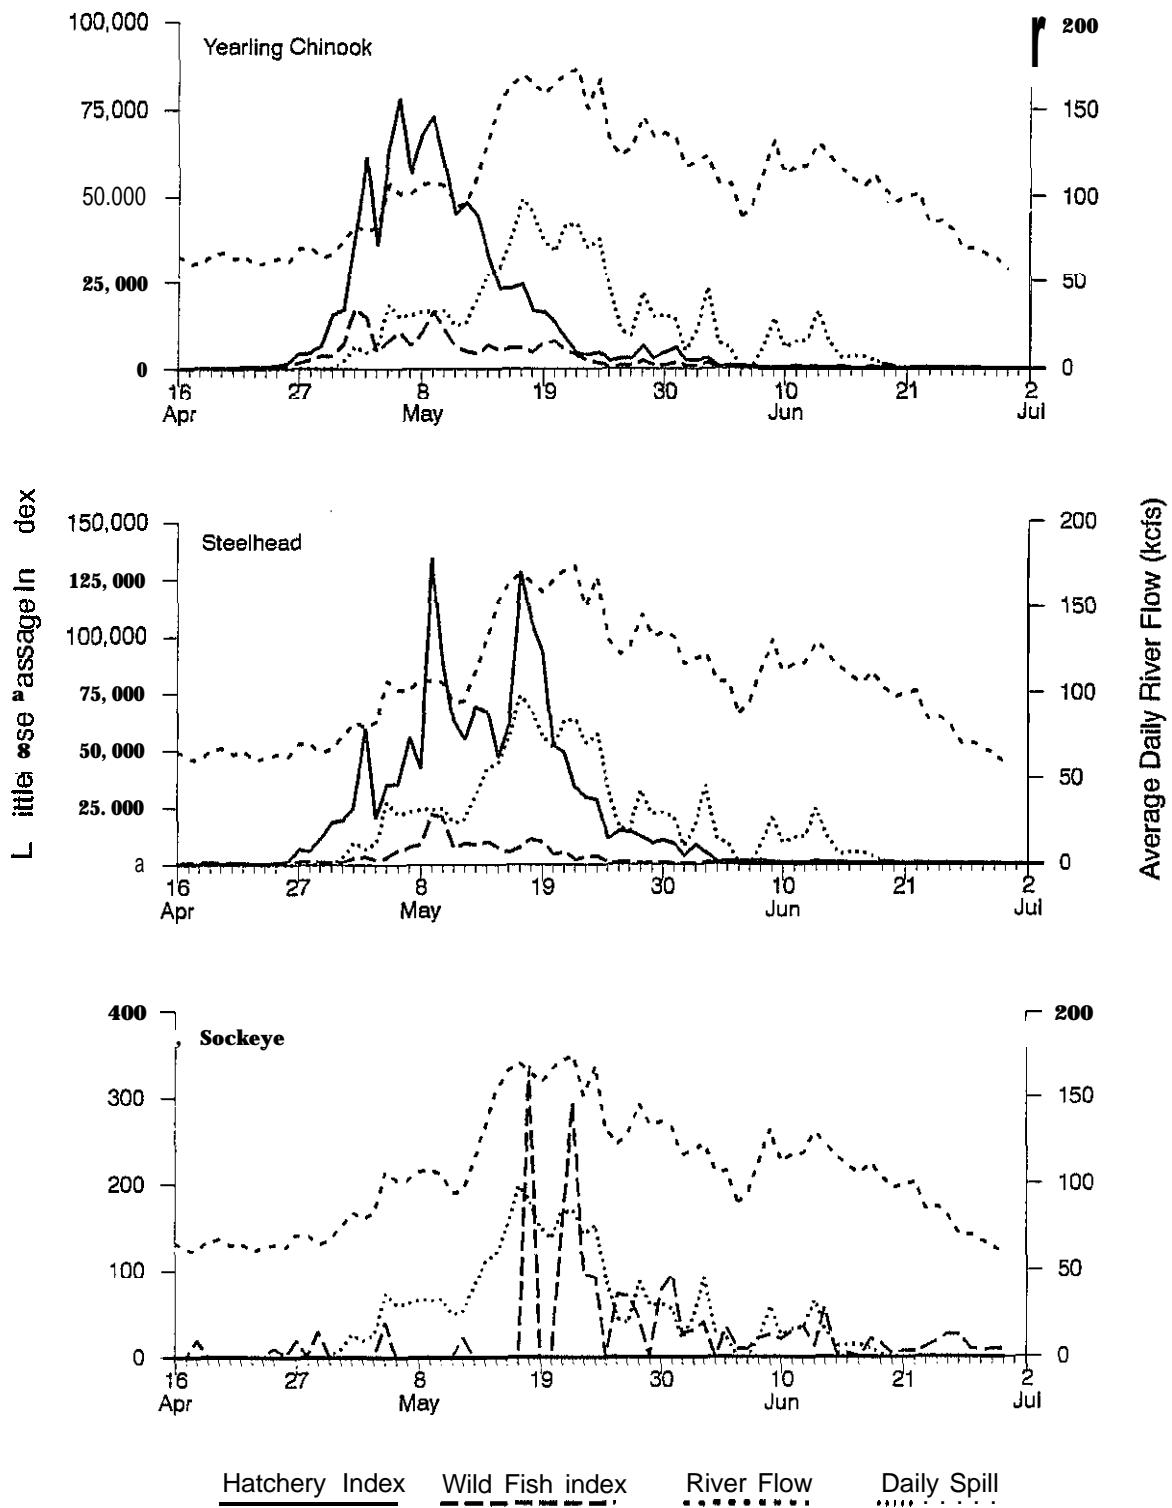 100,000
Yearling Chinook
200
75,000
150
50.000
100
25,000
50
0
0
16 27 8 19 30 10 21 2
Apr May Jun Jul
150,000
200
Steelhead
125,000
150
100,000
75,000
100
50,000
50
25.000
a
0
16 27 8 19 30 10 21 2
Apr May Jun Jul
400
200
Sockeye
300
150
200
100
100
50
0
0
16 27 8 19 30 10 21 2
Apr May Jun Jul
Average Daily River Flow (kcfs)
Hatchery Index Wild Fish index River Flow Daily Spill